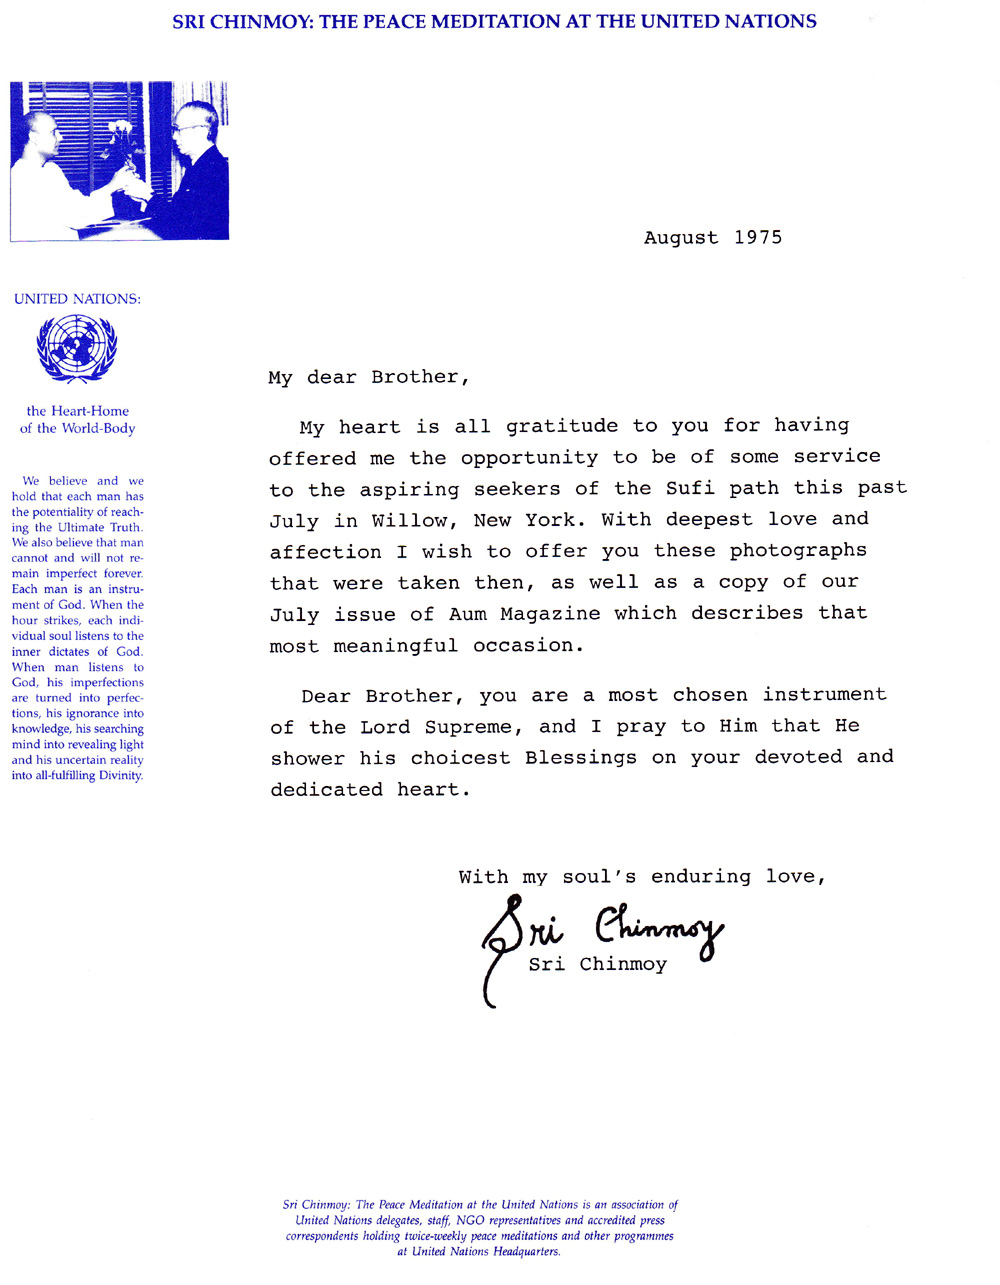 SRI CHINMOY: THE PEACE MEDITATION AT THE UNITED NATIONS
August 1975
UNITED NATIONS:
the Heart-Home
of the World-Body
We believe and we
hold that each man has
the potentiality of reach-
ing the Ultimate Truth.
We also believe that man
cannot and will not re-
main imperfect forever.
Each man is an instru-
ment of God. When the
hour strikes, each indi-
vidual soul listens to the
inner dictates of God.
When man listens to
God, his imperfections
are turned into perfec-
tions, his ignorance into
knowledge, his searching
mind into revealing light
and his uncertain reality
into all-fulfilling Divinity.
My dear Brother,
My heart is all gratitude to you for having
offered me the opportunity to be of some service
to the aspiring seekers of the Sufi path this past
July in Willow, New York. With deepest love and
affection I wish to offer you these photographs
that were taken then, as well as a copy of our
July issue of Aum Magazine which describes that
most meaningful occasion.
Dear Brother, you are a most chosen instrument
of the Lord Supreme, and I pray to Him that He
shower his choicest Blessings on your devoted and
dedicated heart.
With my soul's enduring love,
Sri Chinmoy
Sri Chinmoy
Sri Chinmoy: The Peace Meditation at the United Nations is an association of
United Nations delegates, staff, NGO representatives and accredited press
correspondents holding twice-weekly peace meditations and other programmes
at United Nations Headquarters.